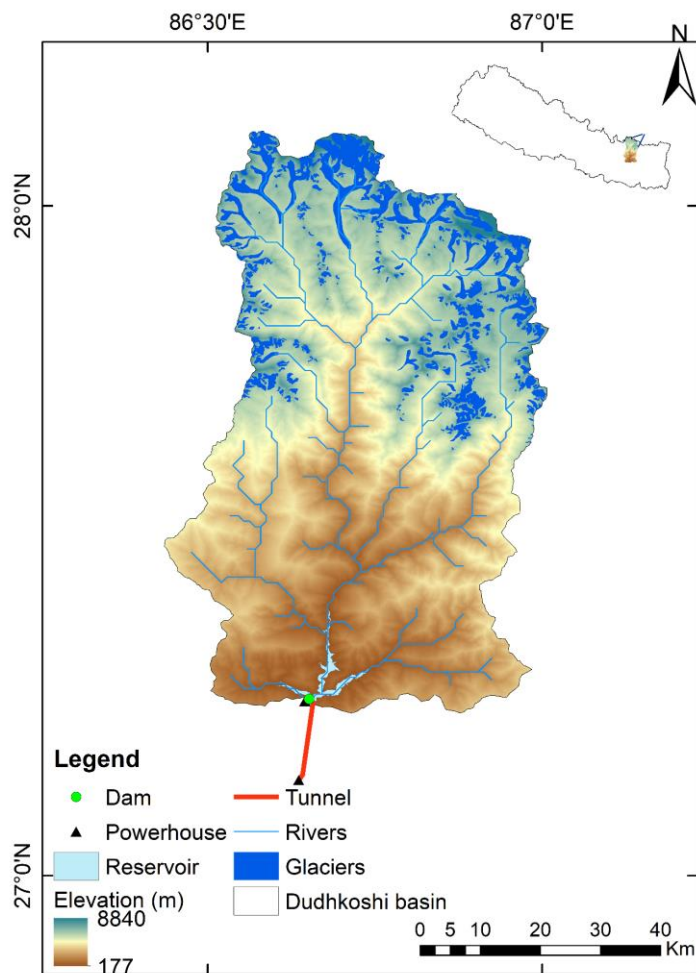 86°30'E 87°0'E
N
28°0'N
27°0'N
Legend
Dam
Tunnel
Powerhouse
Rivers
Reservoir
Glaciers
Elevation (m)
Dudhkoshi basin
8840
177
0 5 10 20 30 40
Km